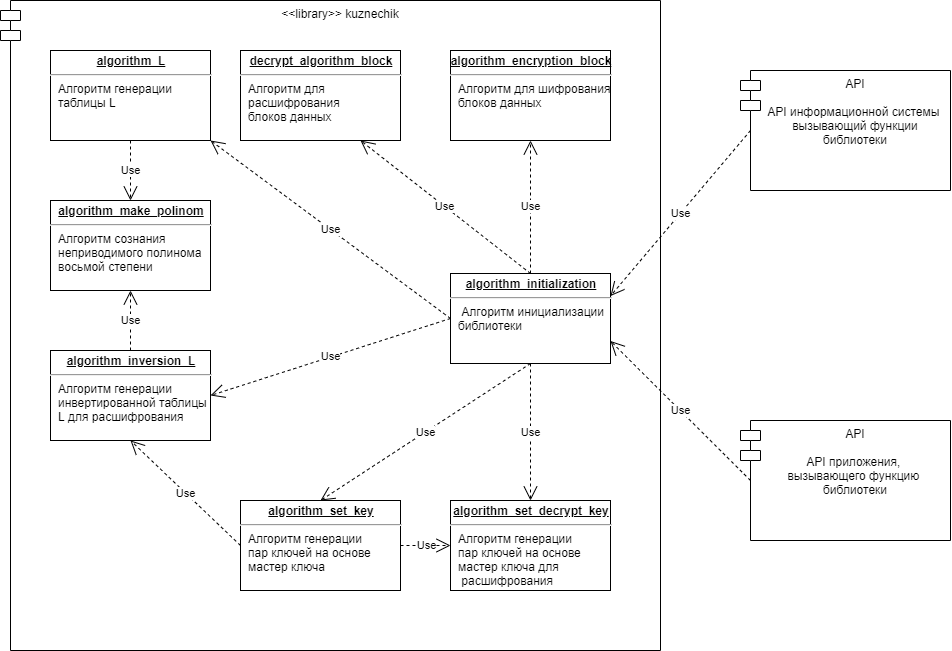 <<library>> kuznechik
algorithm_L
Алгоритм генерации
таблицы L
decrypt_algorithm_block
Алгоритм для
расшифрования
блоков данных
algorithm_encryption_block
Алгоритм для шифрования
блоков данных
API
API информационной системы
вызывающий функции
библиотеки
Use
algorithm_make_polinom
Алгоритм сознания
неприводимого полинома
восьмой степени
Use
Use
Use
Use
algorithm_initialization
Алгоритм инициализации
библиотеки
Use
Use
algorithm_inversion_L
Алгоритм генерации
инвертированной таблицы
L для расшифрования
Use
Use
Use
Use
API
API приложения,
вызывающего функцию
библиотеки
algorithm_set_key
Алгоритм генерации
пар ключей на основе
мастер ключа
Use
algorithm_set_decrypt_key
Алгоритм генерации
пар ключей на основе
мастер ключа для
расшифрования